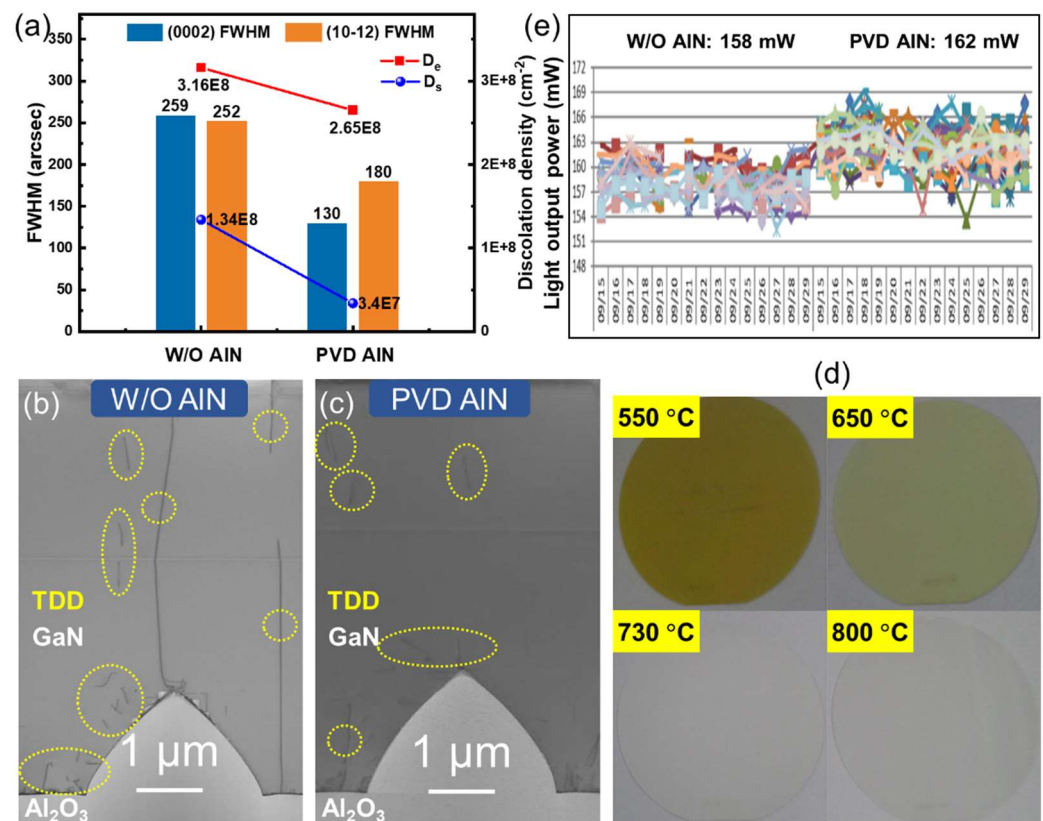 (a)
(0002) FWHM
(10-12) FWHM
De
Ds
FWHM (arcsec)
350
300
250
200
150
100
50
0
259
252
130
180
3.16E8
2.65E8
1.34E8
3.4E7
3E+8
2E+8
1E+8
0
Discolation density (cm-2)
W/O AlN
PVD AlN
(e)
W/O AlN: 158 mW
PVD AlN: 162 mW
Light output power (mW)
172
169
166
163
160
157
154
151
148
09/15
09/16
09/17
09/18
09/19
09/20
09/21
09/22
09/23
09/24
09/25
09/26
09/27
09/28
09/29
09/15
09/16
09/17
09/18
09/19
09/20
09/21
09/22
09/23
09/24
09/25
09/26
09/27
09/28
09/29
(b)
W/O AlN
TDD
GaN
1 μm
Al2O3
(c)
PVD AlN
TDD
GaN
1 μm
Al2O3
(d)
550 °C
650 °C
730 °C
800 °C